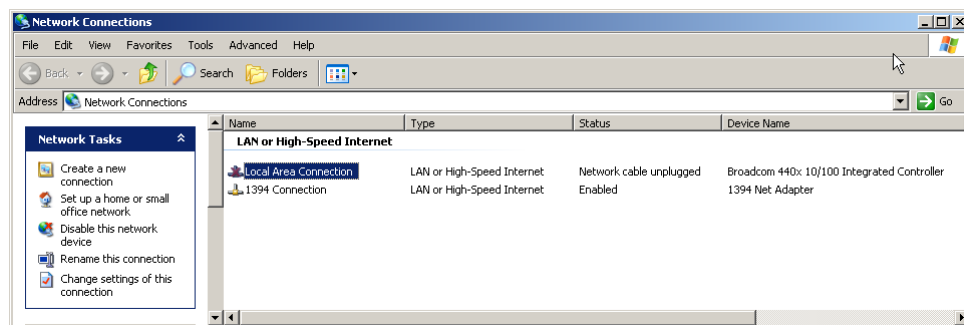 Network Connections
File Edit View Favorites Tools Advanced Help
Back Search Folders
Address Network Connections Go
Network Tasks
Create a new
connection
Set up a home or small
office network
Disable this network
device
Rename this connection
Change settings of this
connection
Name Type Status Device Name
LAN or High-Speed Internet
Local Area Connection LAN or High-Speed Internet Network cable unplugged Broadcom 440x 10/100 Integrated Controller
1394 Connection LAN or High-Speed Internet Enabled 1394 Net Adapter